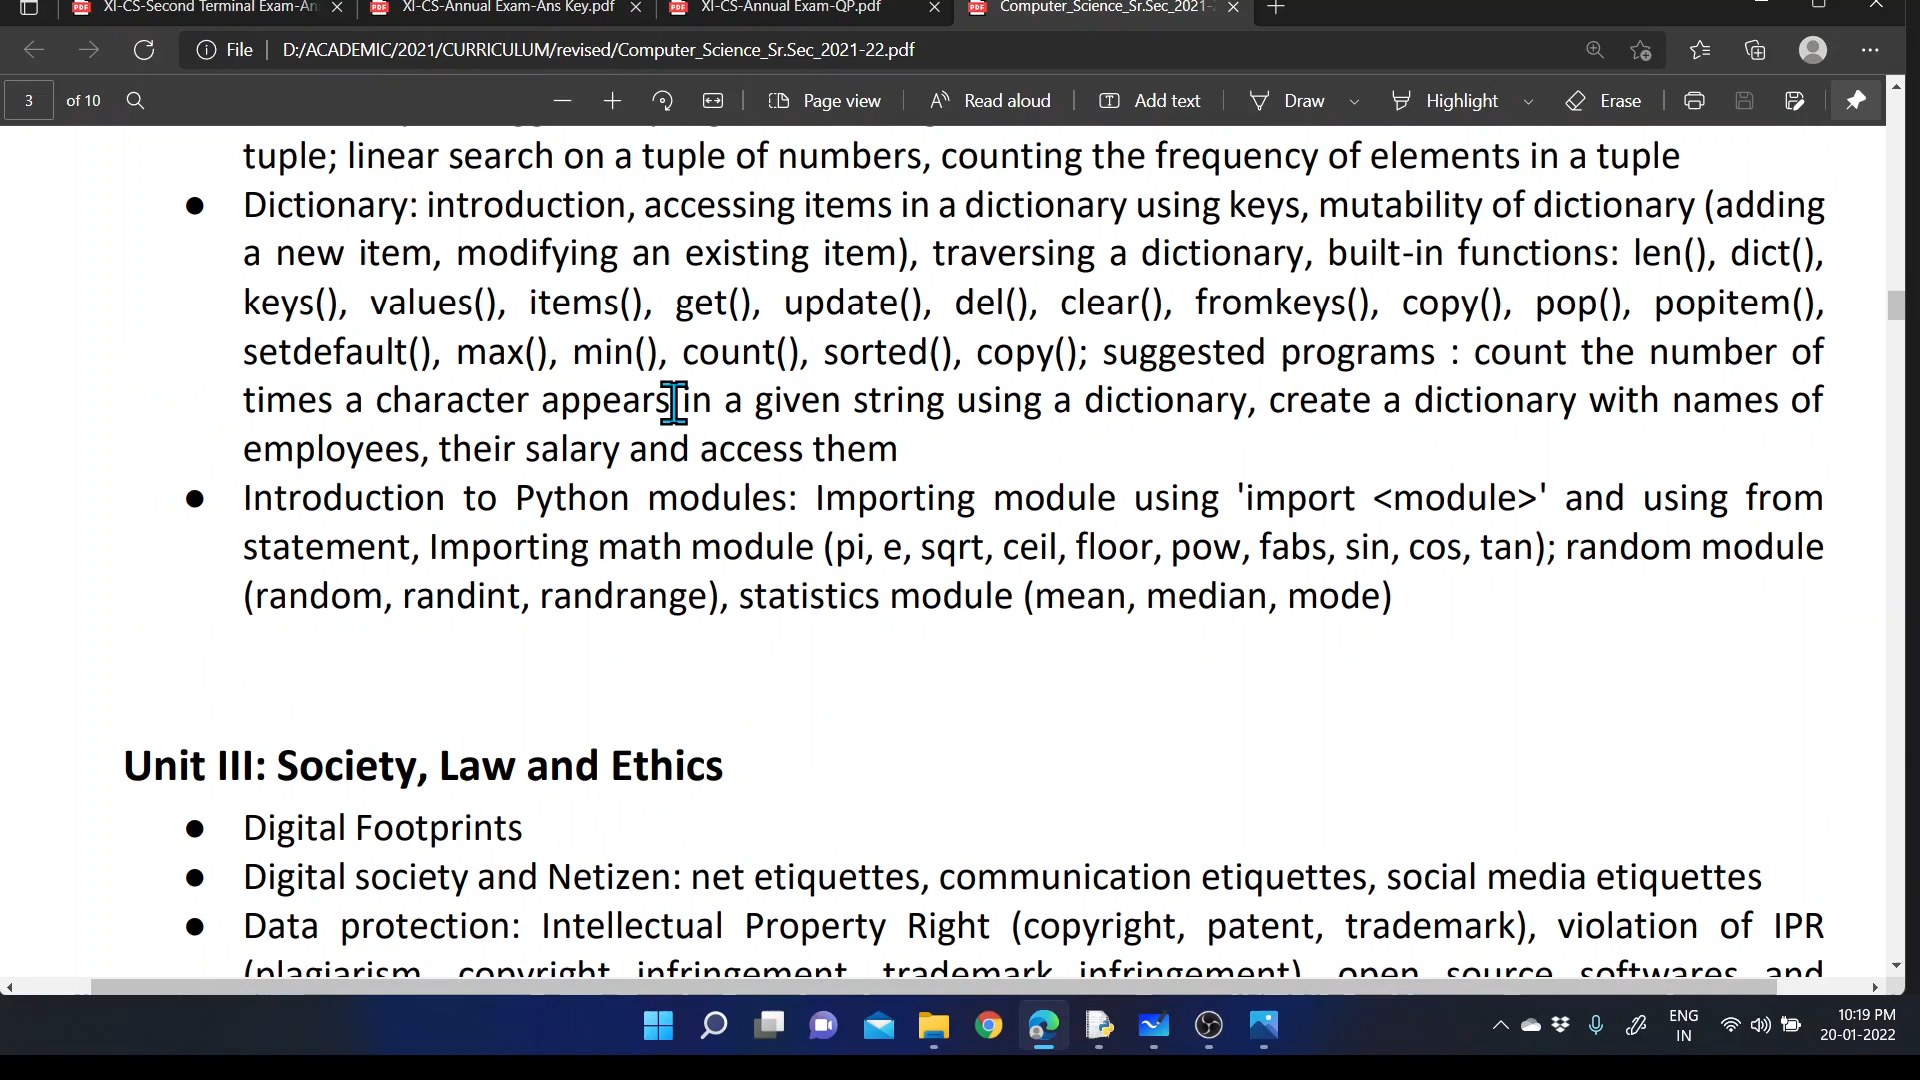 XI-CS-Second Terminal Exam-An
XI-CS-Annual Exam-Ans Key.pdf
XI-CS-Annual Exam-QP.pdf
Computer_Science_Sr.Sec_2021-
File
D:/ACADEMIC/2021/CURRICULUM/revised/Computer_Science_Sr.Sec_2021-22.pdf
3 of 10
Page view
Read aloud
Add text
Draw
Highlight
Erase
tuple; linear search on a tuple of numbers, counting the frequency of elements in a tuple
● Dictionary: introduction, accessing items in a dictionary using keys, mutability of dictionary (adding
a new item, modifying an existing item), traversing a dictionary, built-in functions: len(), dict(),
keys(), values(), items(), get(), update(), del(), clear(), fromkeys(), copy(), pop(), popitem(),
setdefault(), max(), min(), count(), sorted(), copy(); suggested programs : count the number of
times a character appears in a given string using a dictionary, create a dictionary with names of
employees, their salary and access them
● Introduction to Python modules: Importing module using 'import <module>' and using from
statement, Importing math module (pi, e, sqrt, ceil, floor, pow, fabs, sin, cos, tan); random module
(random, randint, randrange), statistics module (mean, median, mode)
Unit III: Society, Law and Ethics
● Digital Footprints
● Digital society and Netizen: net etiquettes, communication etiquettes, social media etiquettes
● Data protection: Intellectual Property Right (copyright, patent, trademark), violation of IPR
(plagiarism, copyright infringement, trademark infringement), open source softwares and
ENG
IN
10:19 PM
20-01-2022